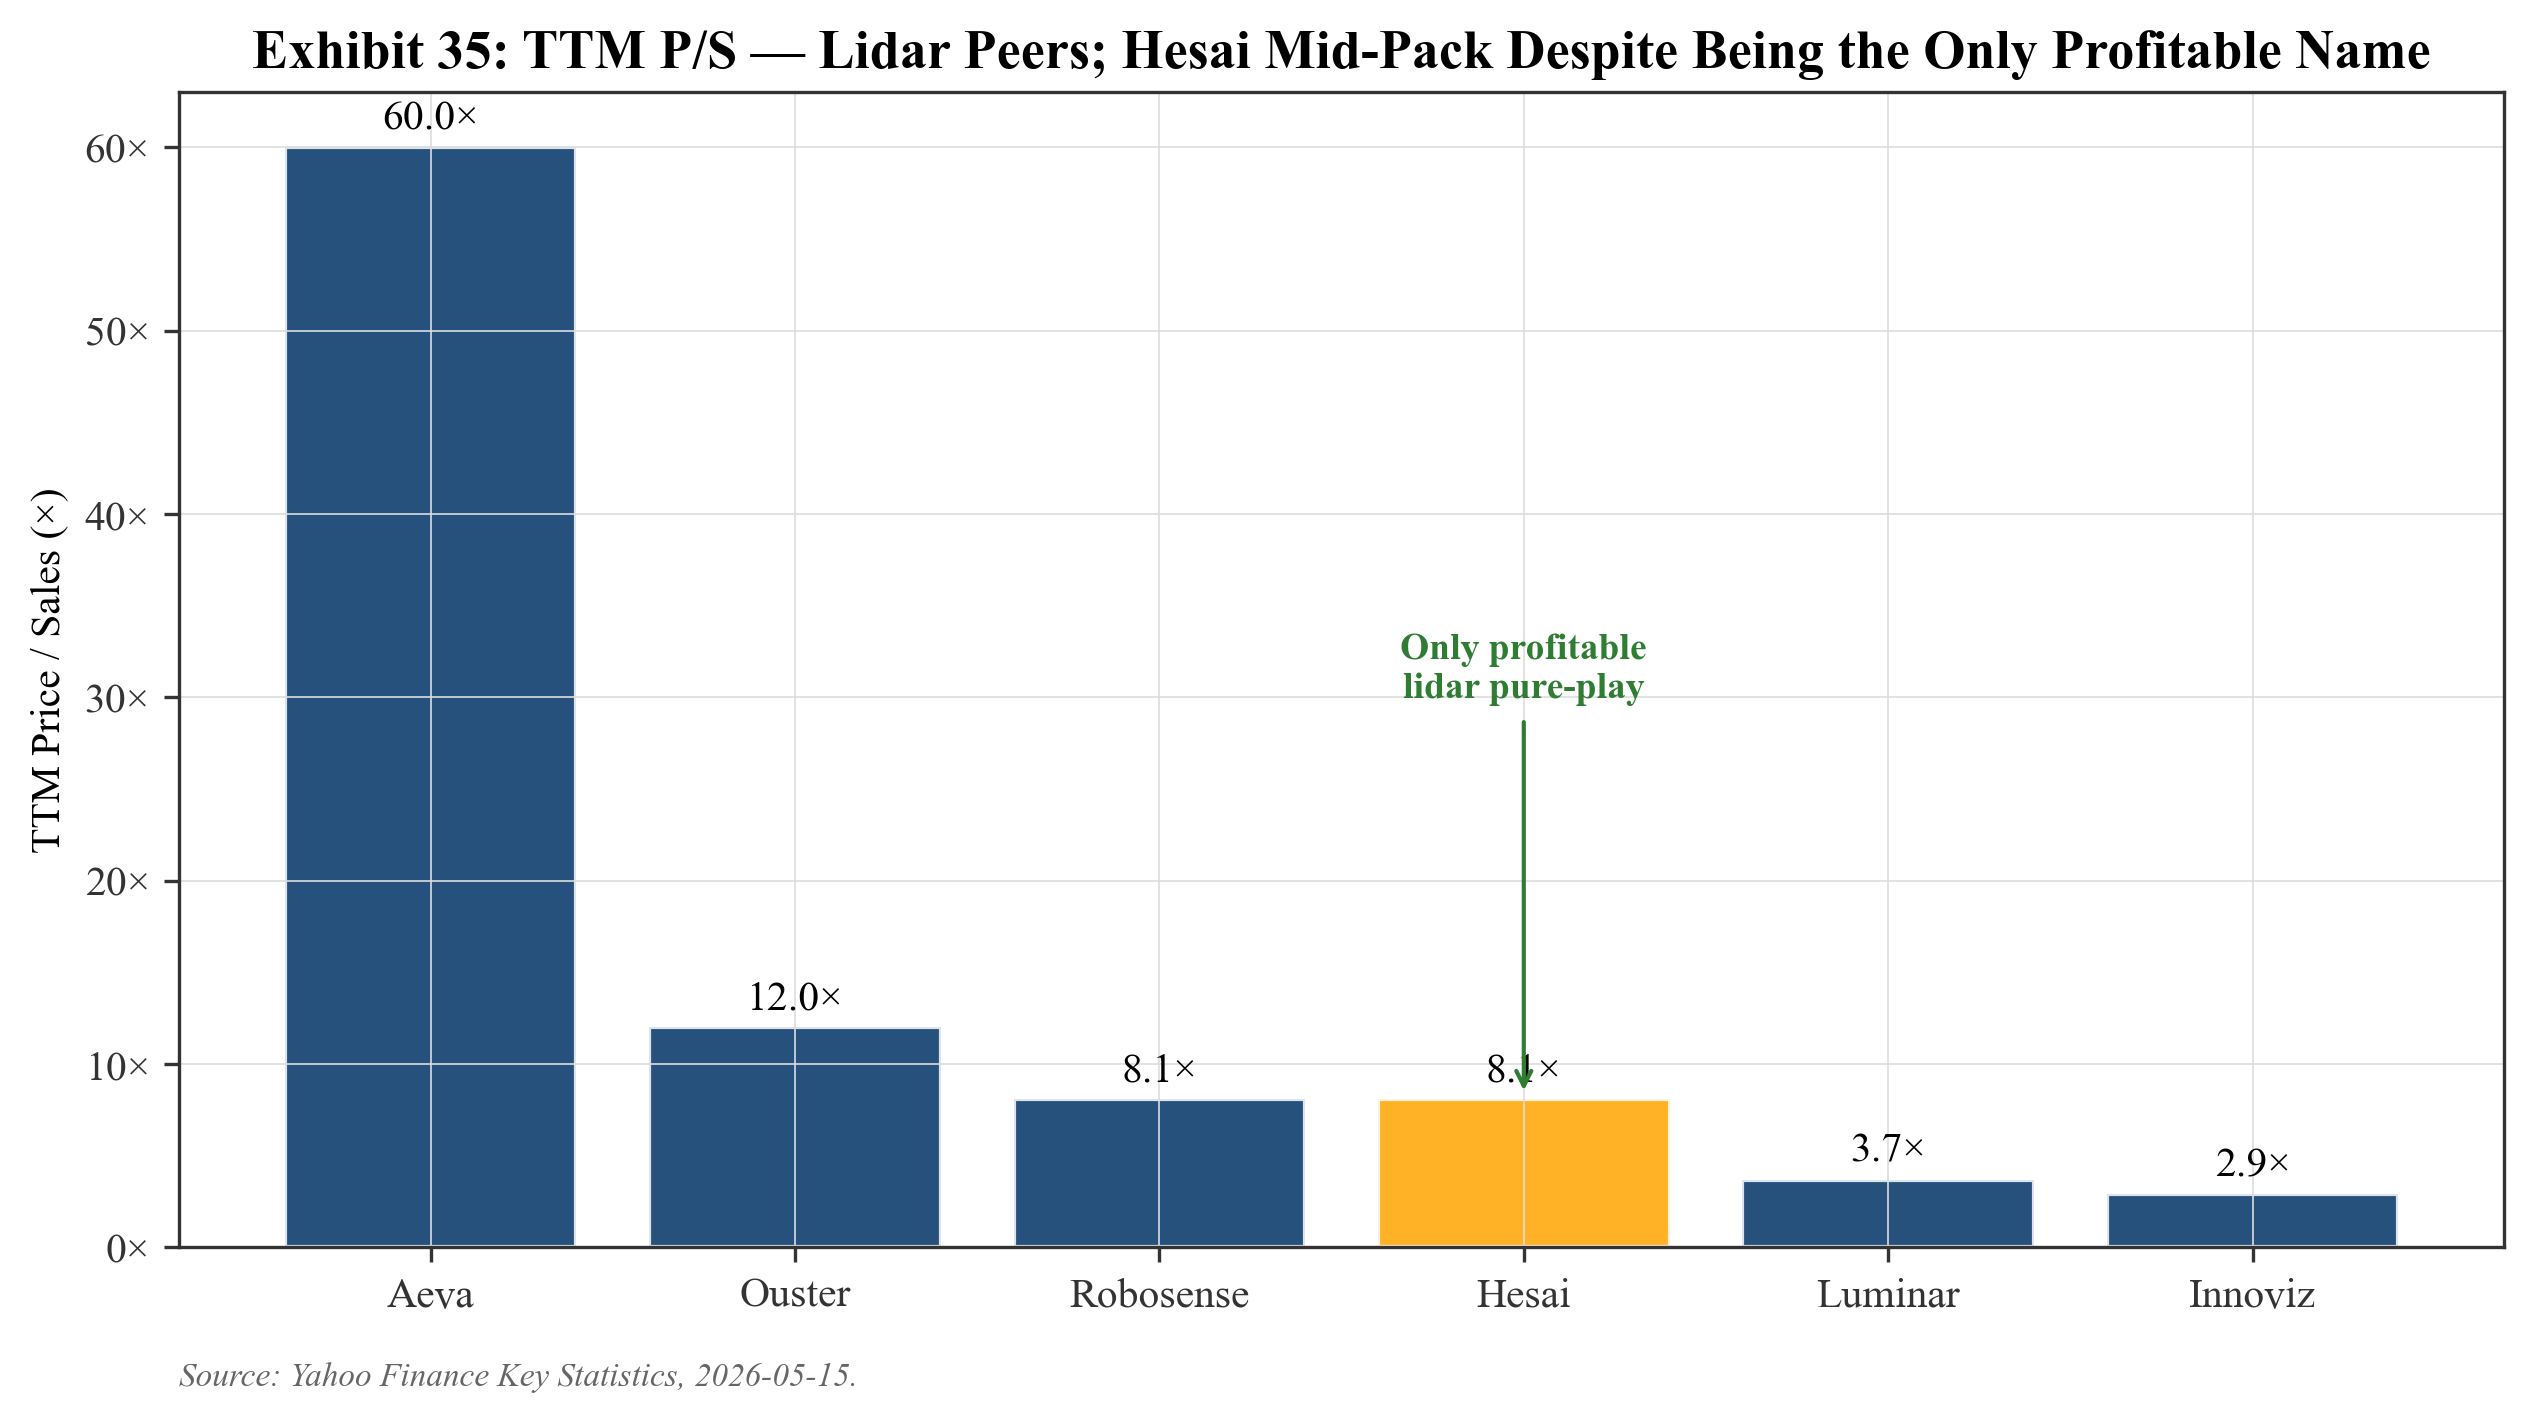 Exhibit 35: TTM P/S — Lidar Peers; Hesai Mid-Pack Despite Being the Only Profitable Name
TTM Price / Sales (×)
60×
50×
40×
30×
20×
10×
0×
60.0×
12.0×
8.1×
8.1×
3.7×
2.9×
Only profitable
lidar pure-play
Aeva
Ouster
Robosense
Hesai
Luminar
Innoviz
Source: Yahoo Finance Key Statistics, 2026-05-15.